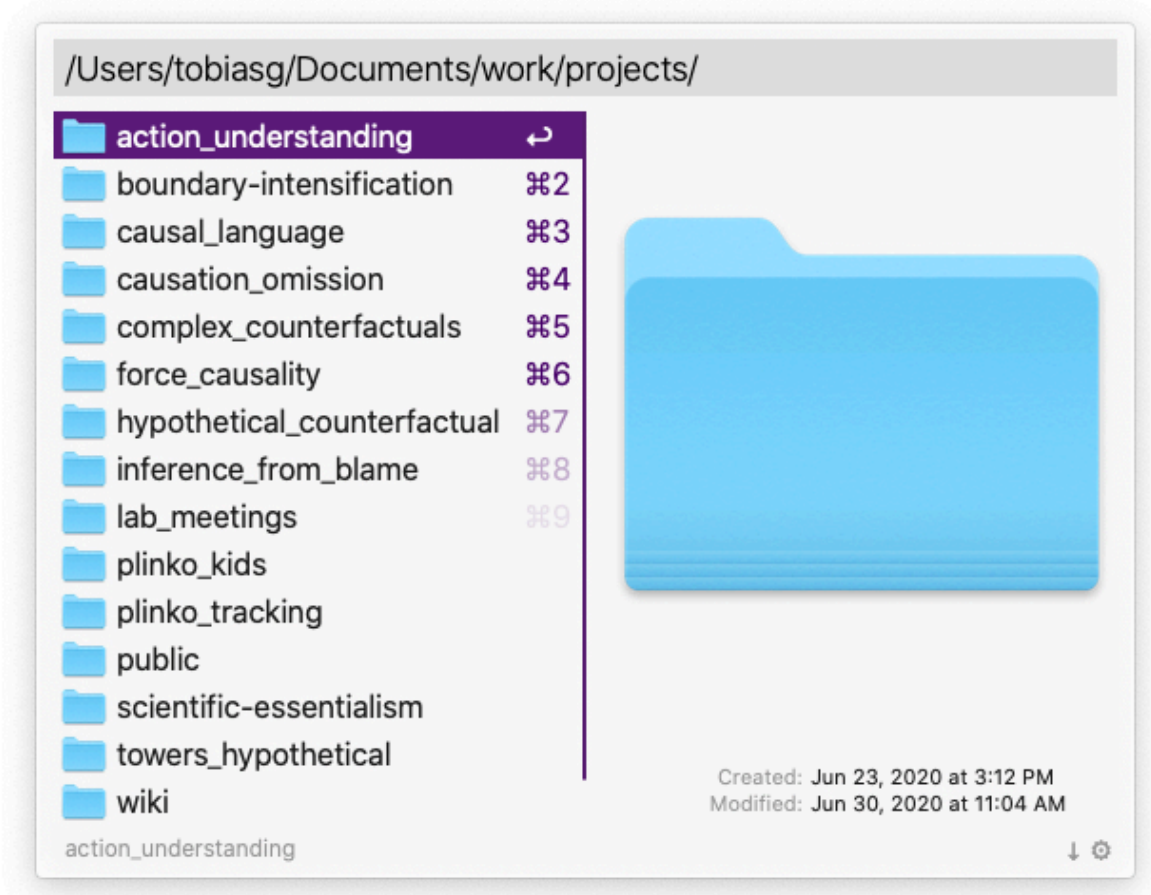 /Users/tobiasg/Documents/work/projects/
action_understanding ↩
boundary-intensification ⌘2
causal_language ⌘3
causation_omission ⌘4
complex_counterfactuals ⌘5
force_causality ⌘6
hypothetical_counterfactual ⌘7
inference_from_blame ⌘8
lab_meetings ⌘9
plinko_kids
plinko_tracking
public
scientific-essentialism
towers_hypothetical
wiki
Created: Jun 23, 2020 at 3:12 PM
Modified: Jun 30, 2020 at 11:04 AM
action_understanding